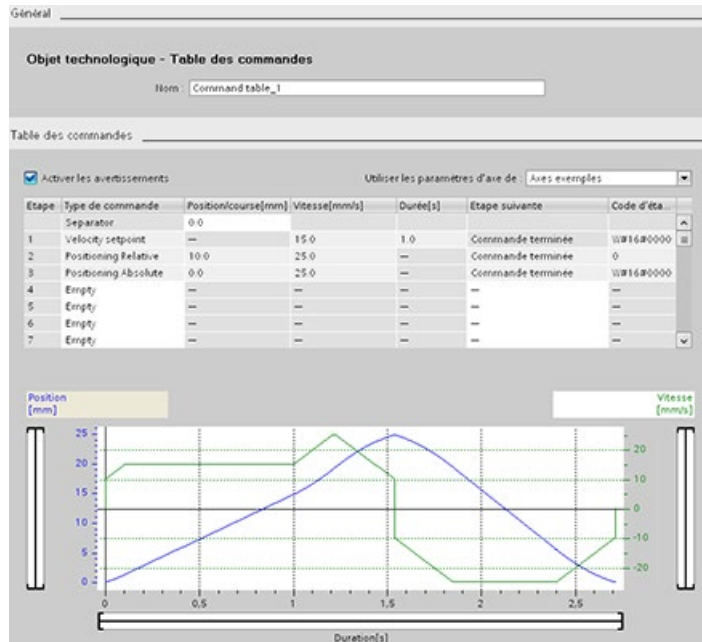 Général
Objet technologique - Table des commandes
Nom : Command table_1
Table des commandes
Activer les avertissements Utiliser les paramètres d'axe de : Axes exemples
Etape Type de commande Position/course[mm] Vitesse[mm/s] Durée[s] Etape suivante Code d'éta...
Separator 0.0
1 Velocity setpoint — 15.0 1.0 Commande terminée W#16#0000
2 Positioning Relative 10.0 25.0 — Commande terminée 0
3 Positioning Absolute 0.0 25.0 — Commande terminée W#16#0000
4 Empty — — — — —
5 Empty — — — — —
6 Empty — — — — —
7 Empty — — — — —
Position Vitesse
[mm] [mm/s]
25
20 20
15 10
0
10
-10
5
-20
0
0 0,5 1 1,5 2 2,5
Duration[s]